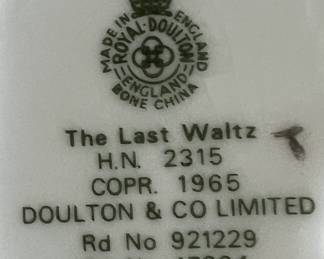 MADE IN ENGLAND
ROYAL·DOULTON
ENGLAND
BONE CHINA
The Last Waltz
H.N. 2315
COPR. 1965
DOULTON & CO LIMITED
Rd No 921229